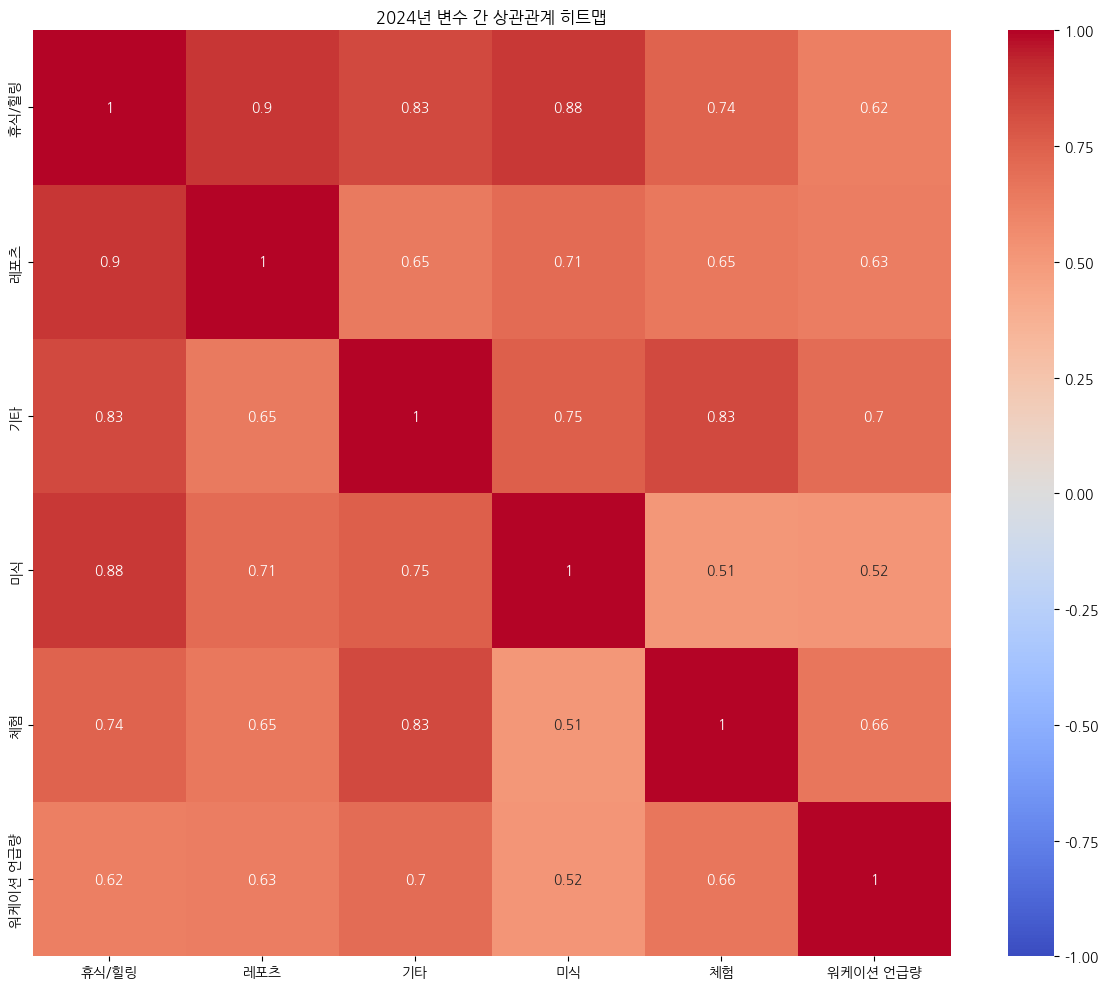 2024년 변수 간 상관관계 히트맵
휴식/힐링
1 0.9 0.83 0.88 0.74 0.62
레포츠
0.9 1 0.65 0.71 0.65 0.63
기타
0.83 0.65 1 0.75 0.83 0.7
미식
0.88 0.71 0.75 1 0.51 0.52
체험
0.74 0.65 0.83 0.51 1 0.66
워케이션 언급량
0.62 0.63 0.7 0.52 0.66 1
휴식/힐링 레포츠 기타 미식 체험 워케이션 언급량
1.00
0.75
0.50
0.25
0.00
-0.25
-0.50
-0.75
-1.00